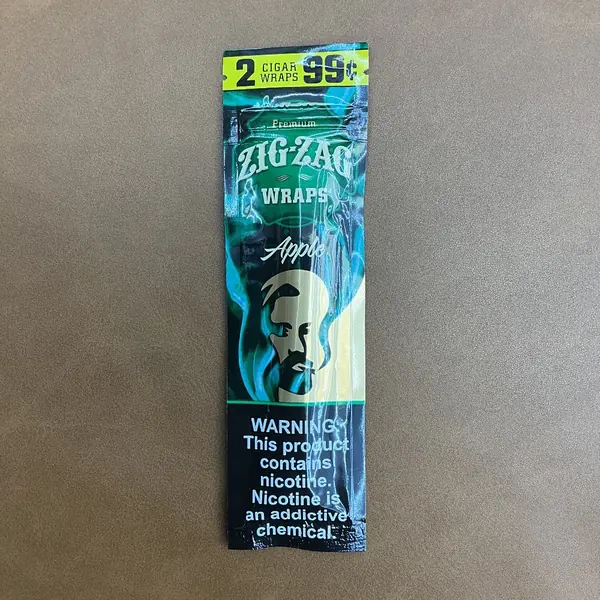 2 CIGAR WRAPS 99¢
Premium
ZIG-ZAG
WRAPS
Apple
WARNING:
This product
contains
nicotine.
Nicotine is
an addictive
chemical.